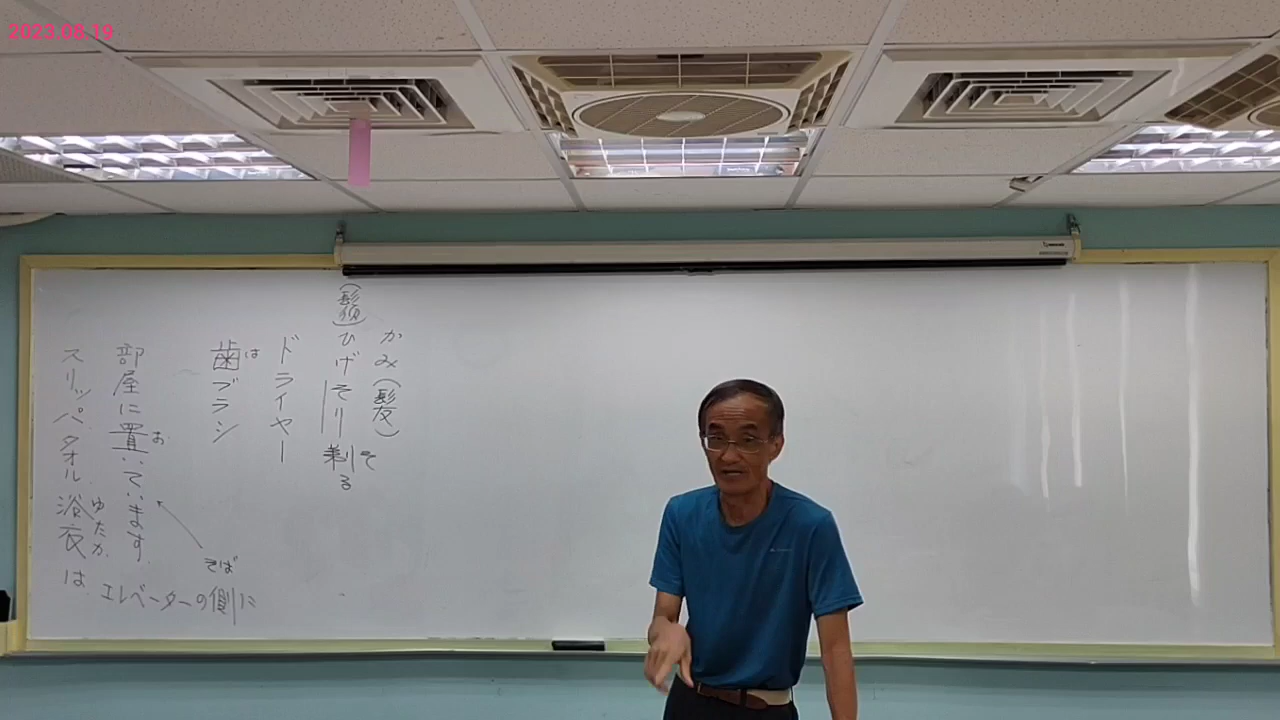 2023.08.19
かみ(髮)
(鬚)ひげそり 剃る
そ
ドライヤー
歯ブラシ
は
部屋に置いています
お
スリッパ、タオル、浴衣は
ゆたか
エレベーターの側に
そば